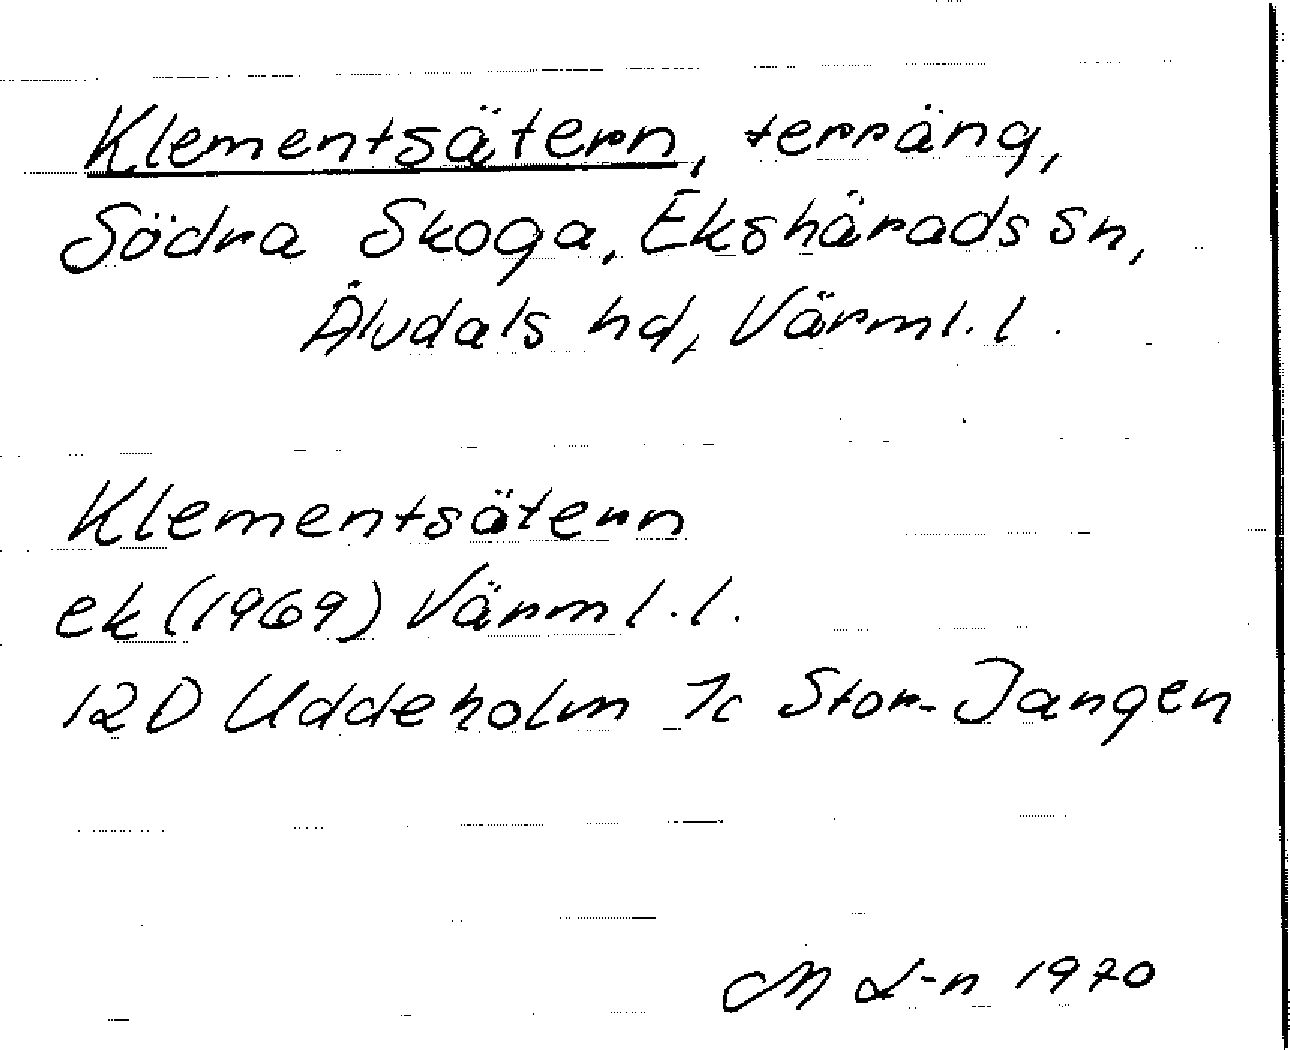 Klementsätern, terräng,
Södra Skoga, Ekshärads sn,
Älvdals hd, Värml. l.
Klementsätern
ek (1969) Värml. l.
12D Uddeholm 7c Stor-Jangen
M L-n 1970